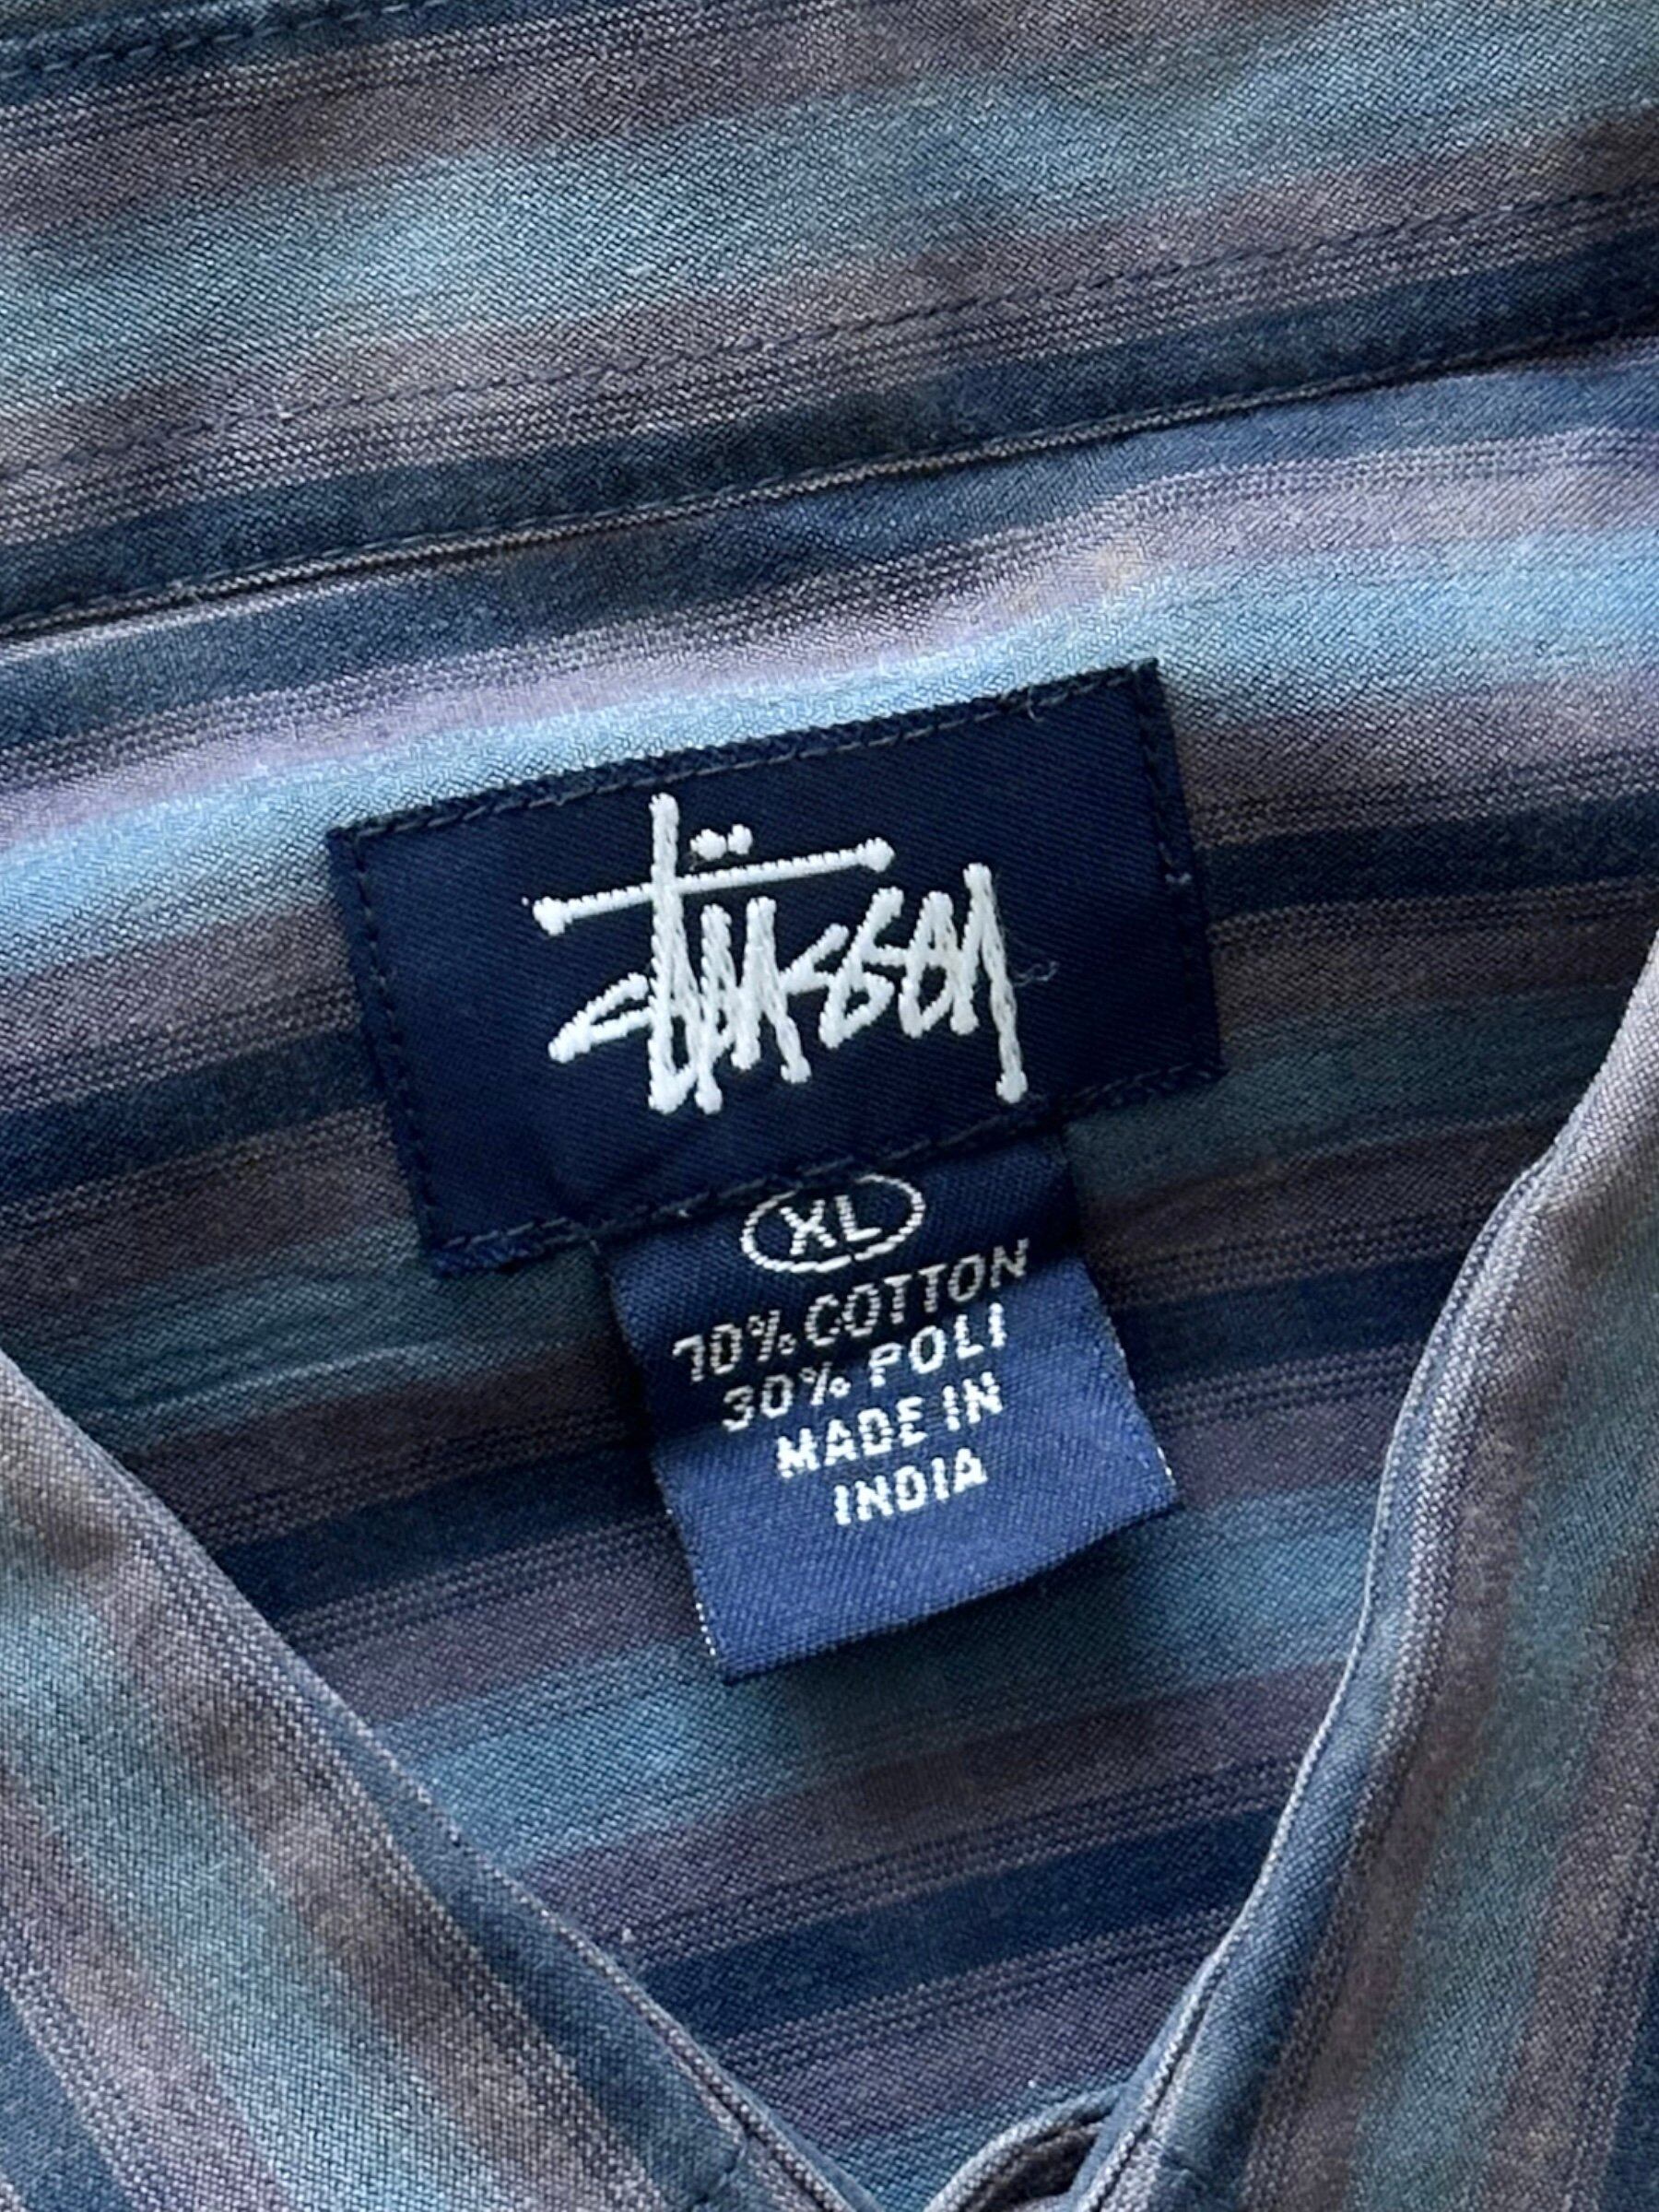 Stüssy
XL
70% COTTON
30% POLI
MADE IN
INDIA